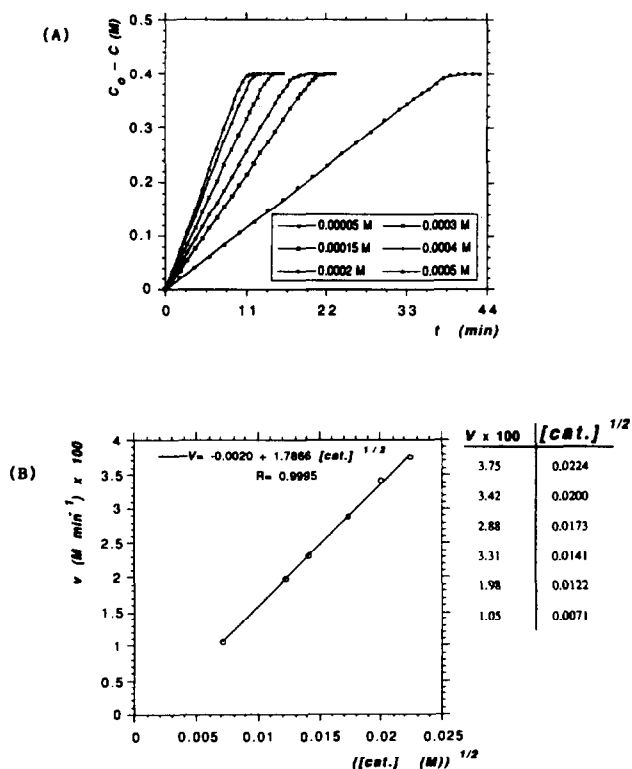 (A)
C₀ – C (M)
0.5
0.4
0.3
0.2
0.1
0
0 11 22 33 44
t (min)
0.00005 M 0.0003 M
0.00015 M 0.0004 M
0.0002 M 0.0005 M
(B)
v (M min⁻¹) x 100
4
3.5
3
2.5
2
1.5
1
0.5
0
V= -0.0020 + 1.7866 [cat.] 1/2
R= 0.9995
0 0.005 0.01 0.015 0.02 0.025
([cat.] (M)) 1/2
V x 100 [cat.] 1/2
3.75 0.0224
3.42 0.0200
2.88 0.0173
3.31 0.0141
1.98 0.0122
1.05 0.0071